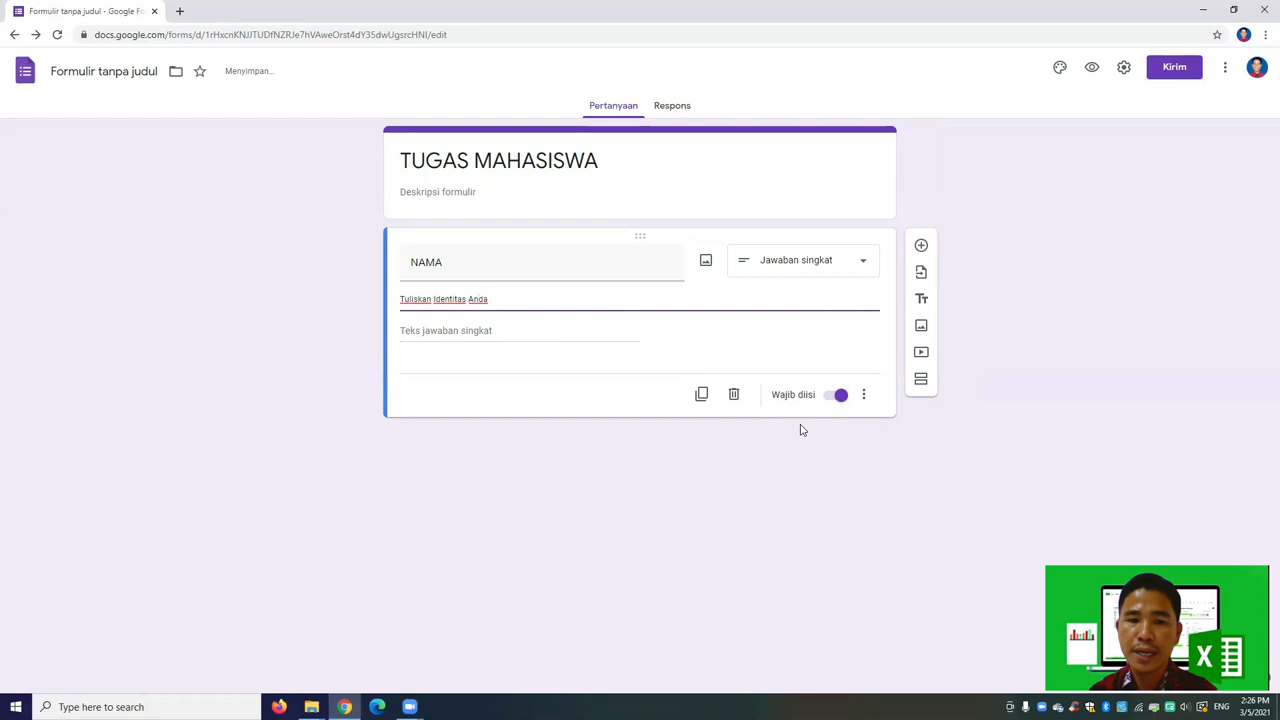 Formulir tanpa judul - Google Fo
docs.google.com/forms/d/1rHxcnKNJJTUDfNZRJe7hVAweOrst4dY35dwUgsrcHNI/edit
Formulir tanpa judul
Menyimpan...
Kirim
Pertanyaan
Respons
TUGAS MAHASISWA
Deskripsi formulir
NAMA
Jawaban singkat
Tuliskan Identitas Anda
Teks jawaban singkat
Wajib diisi
Tт
X
Type here to search
ENG
2:26 PM
3/5/2021